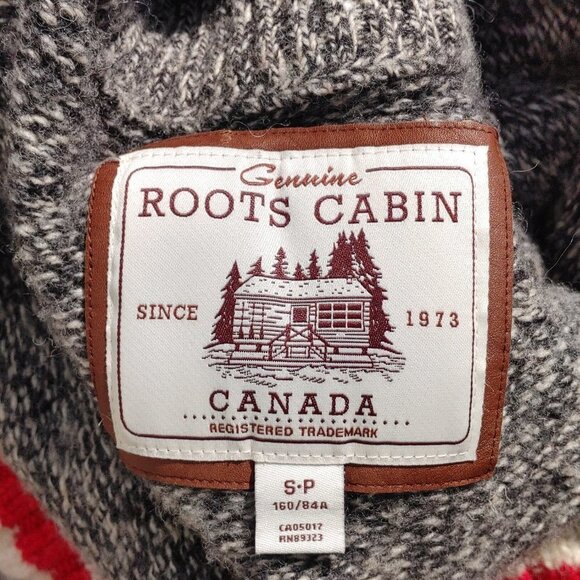 Genuine
ROOTS CABIN
SINCE 1973
CANADA
REGISTERED TRADEMARK
S·P
160/84A
CA05017
RN89323